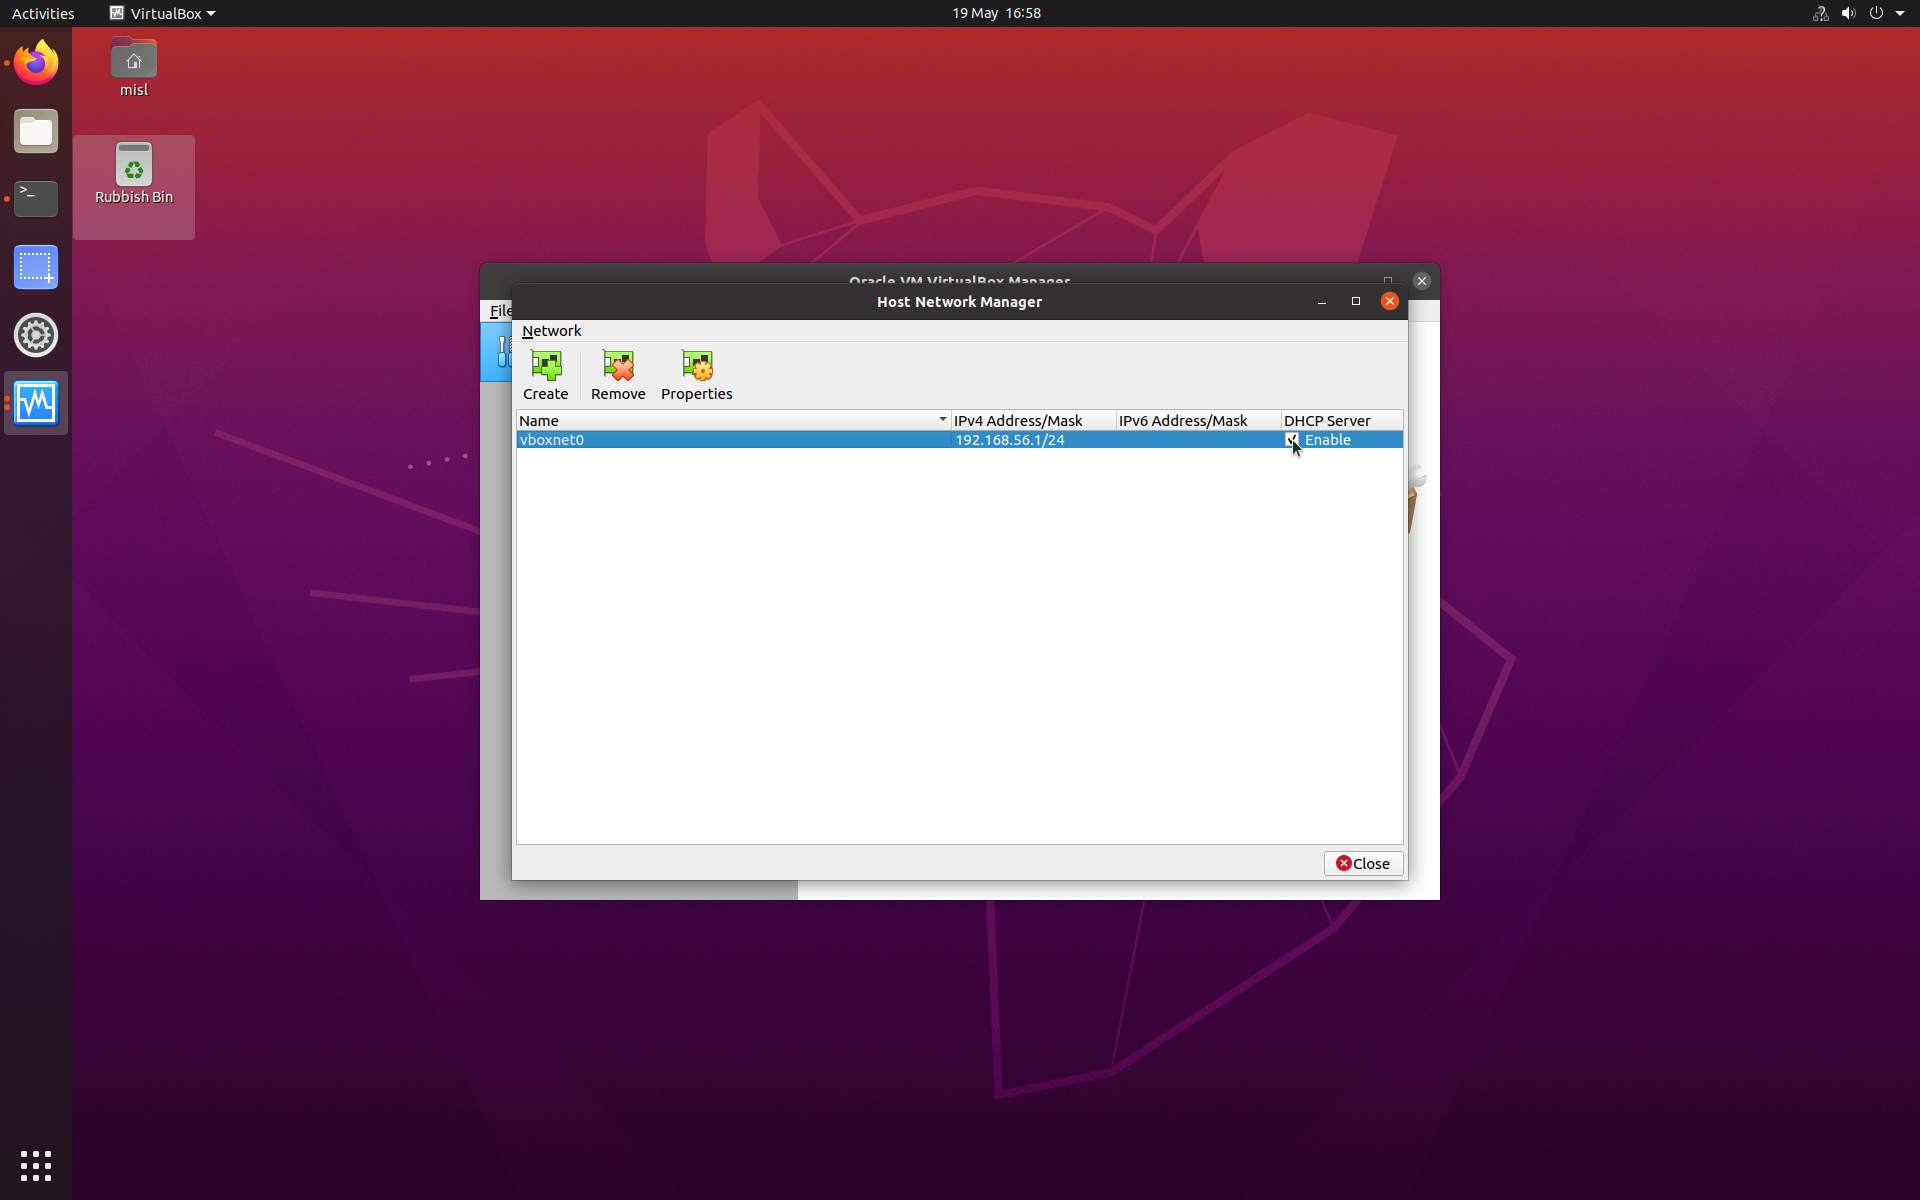 Activities
VirtualBox
19 May 16:58
misl
Rubbish Bin
Oracle VM VirtualBox Manager
File
Host Network Manager
Network
Create
Remove
Properties
Name
IPv4 Address/Mask
IPv6 Address/Mask
DHCP Server
vboxnet0
192.168.56.1/24
Enable
Close